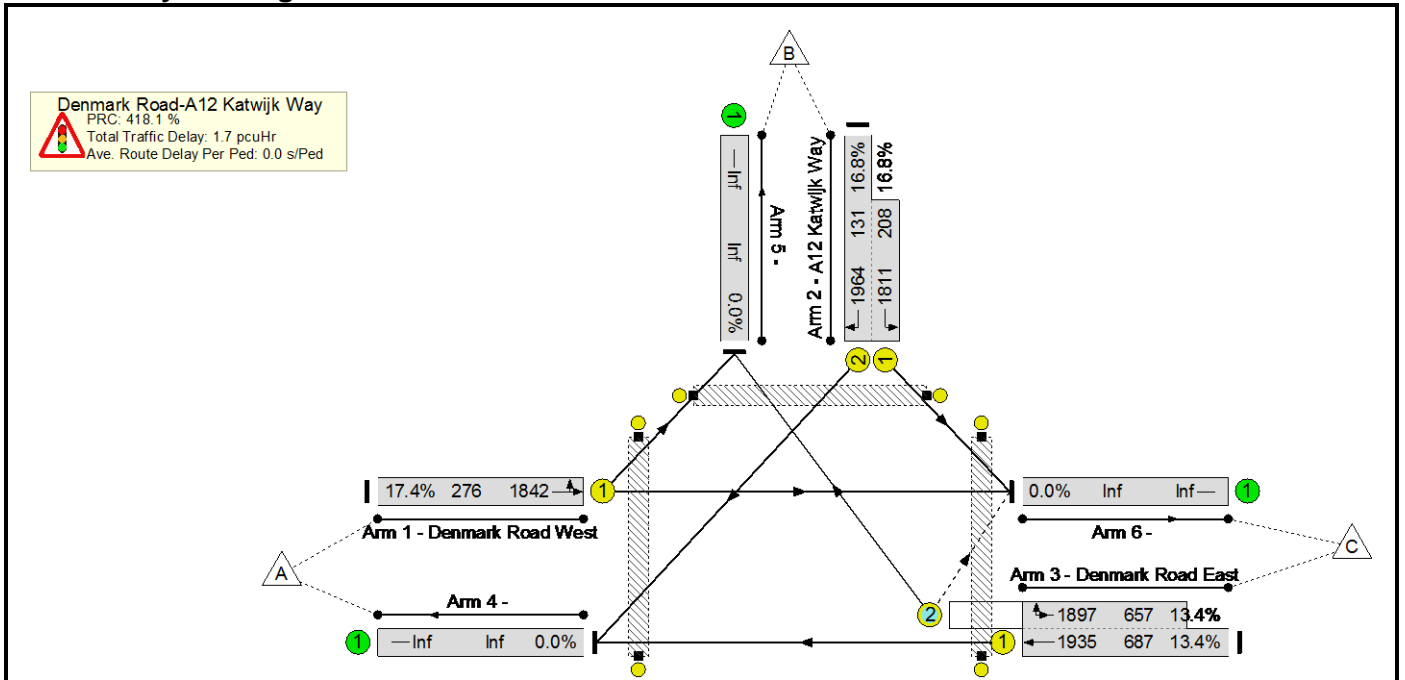 Denmark Road-A12 Katwijk Way
PRC: 418.1 %
Total Traffic Delay: 1.7 pcuHr
Ave. Route Delay Per Ped: 0.0 s/Ped
B
1
Inf Inf 0.0%
Arm 5 -
Arm 2 - A12 Katwijk Way
1964 131 16.8%
1811 208 16.8%
2 1
17.4% 276 1842
1
Arm 1 - Denmark Road West
0.0% Inf Inf
1
Arm 6 -
A
C
Arm 4 -
1
Inf Inf 0.0%
Arm 3 - Denmark Road East
2
1897 657 13.4%
1
1935 687 13.4%